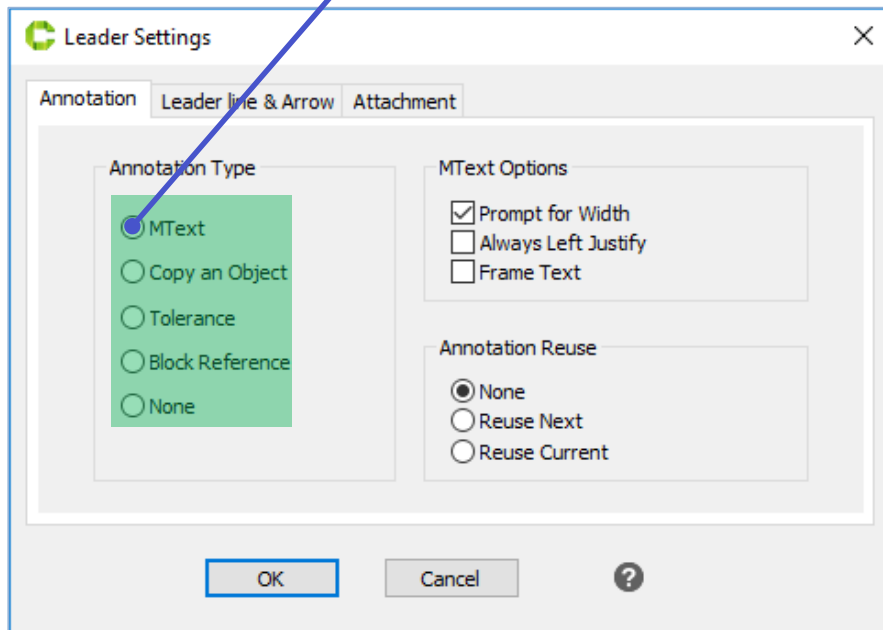 Leader Settings
Annotation
Leader line & Arrow
Attachment
Annotation Type
MText
Copy an Object
Tolerance
Block Reference
None
MText Options
Prompt for Width
Always Left Justify
Frame Text
Annotation Reuse
None
Reuse Next
Reuse Current
OK
Cancel
?